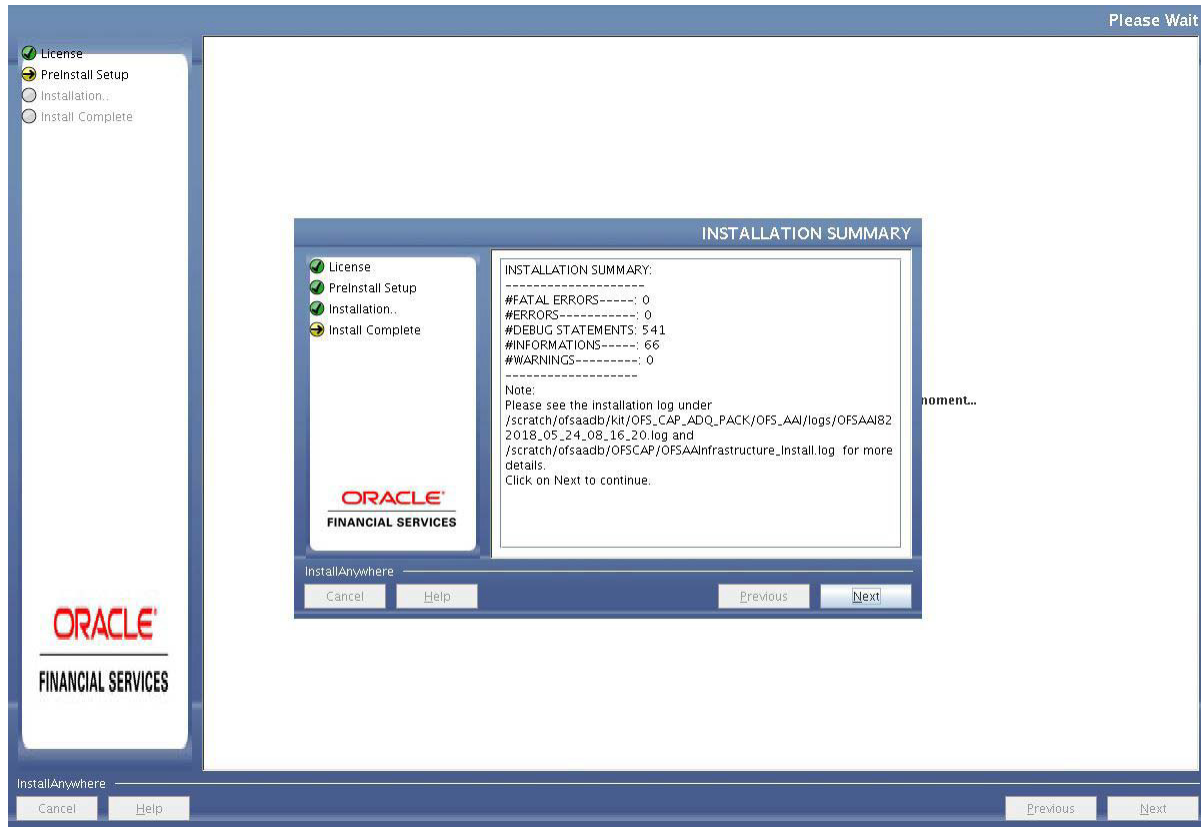 Please Wait
License
PreInstall Setup
Installation..
Install Complete
INSTALLATION SUMMARY
License
PreInstall Setup
Installation..
Install Complete
INSTALLATION SUMMARY:
--------------------
#FATAL ERRORS-----: 0
#ERRORS-----------: 0
#DEBUG STATEMENTS: 541
#INFORMATIONS-----: 66
#WARNINGS---------: 0
-------------------
Note:
Please see the installation log under
/scratch/ofsaadb/kit/OFS_CAP_ADQ_PACK/OFS_AAI/logs/OFSAAI82
2018_05_24_08_16_20.log and
/scratch/ofsaadb/OFSCAP/OFSAAInfrastructure_Install.log for more
details.
Click on Next to continue.
moment...
ORACLE
FINANCIAL SERVICES
InstallAnywhere
Cancel
Help
Previous
Next
ORACLE
FINANCIAL SERVICES
InstallAnywhere
Cancel
Help
Previous
Next